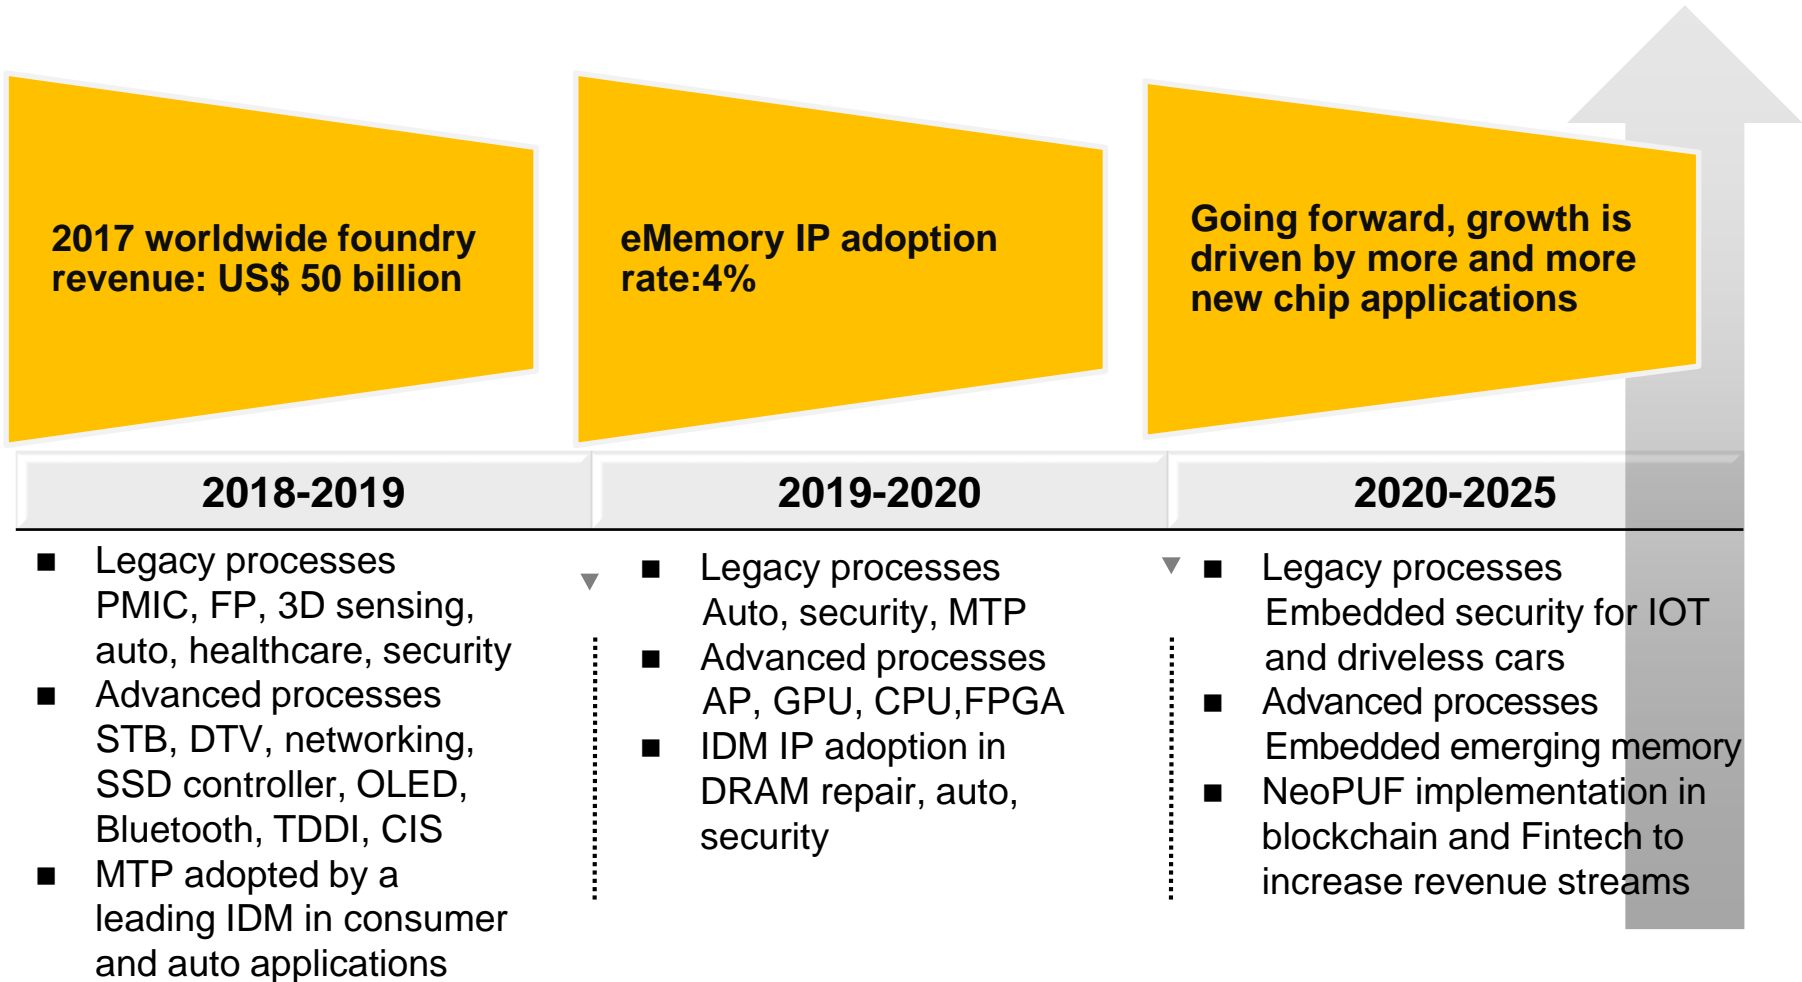 2017 worldwide foundry
revenue: US$ 50 billion
eMemory IP adoption
rate:4%
Going forward, growth is
driven by more and more
new chip applications
2018-2019
2019-2020
2020-2025
■ Legacy processes
PMIC, FP, 3D sensing,
auto, healthcare, security
■ Advanced processes
STB, DTV, networking,
SSD controller, OLED,
Bluetooth, TDDI, CIS
■ MTP adopted by a
leading IDM in consumer
and auto applications
■ Legacy processes
Auto, security, MTP
■ Advanced processes
AP, GPU, CPU,FPGA
■ IDM IP adoption in
DRAM repair, auto,
security
■ Legacy processes
Embedded security for IOT
and driveless cars
■ Advanced processes
Embedded emerging memory
■ NeoPUF implementation in
blockchain and Fintech to
increase revenue streams